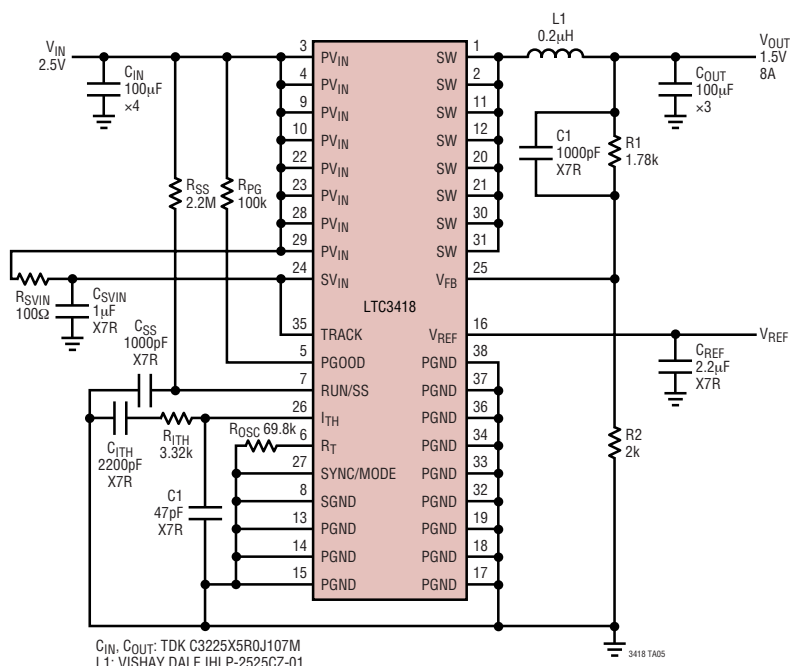 L1
0.2µH
VIN
2.5V
CIN
100µF
×4
RSS
2.2M
RPG
100k
3
4
9
10
22
23
28
29
24
35
5
7
26
6
27
8
13
14
15
PVIN
PVIN
PVIN
PVIN
PVIN
PVIN
PVIN
PVIN
SVIN
TRACK
PGOOD
RUN/SS
ITH
RT
SYNC/MODE
SGND
PGND
PGND
PGND
LTC3418
SW
SW
SW
SW
SW
SW
SW
SW
VFB
VREF
PGND
PGND
PGND
PGND
PGND
PGND
PGND
PGND
PGND
1
2
11
12
20
21
30
31
25
16
38
37
36
34
33
32
19
18
17
VOUT
1.5V
8A
COUT
100µF
×3
C1
1000pF
X7R
R1
1.78k
RSVIN
100Ω
CSVIN
1µF
X7R
CSS
1000pF
X7R
CITH
2200pF
X7R
RITH
3.32k
ROSC 69.8k
C1
47pF
X7R
VREF
CREF
2.2µF
X7R
R2
2k
3418 TA05
CIN, COUT: TDK C3225X5R0J107M
L1: VISHAY DALE IHLP-2525CZ-01